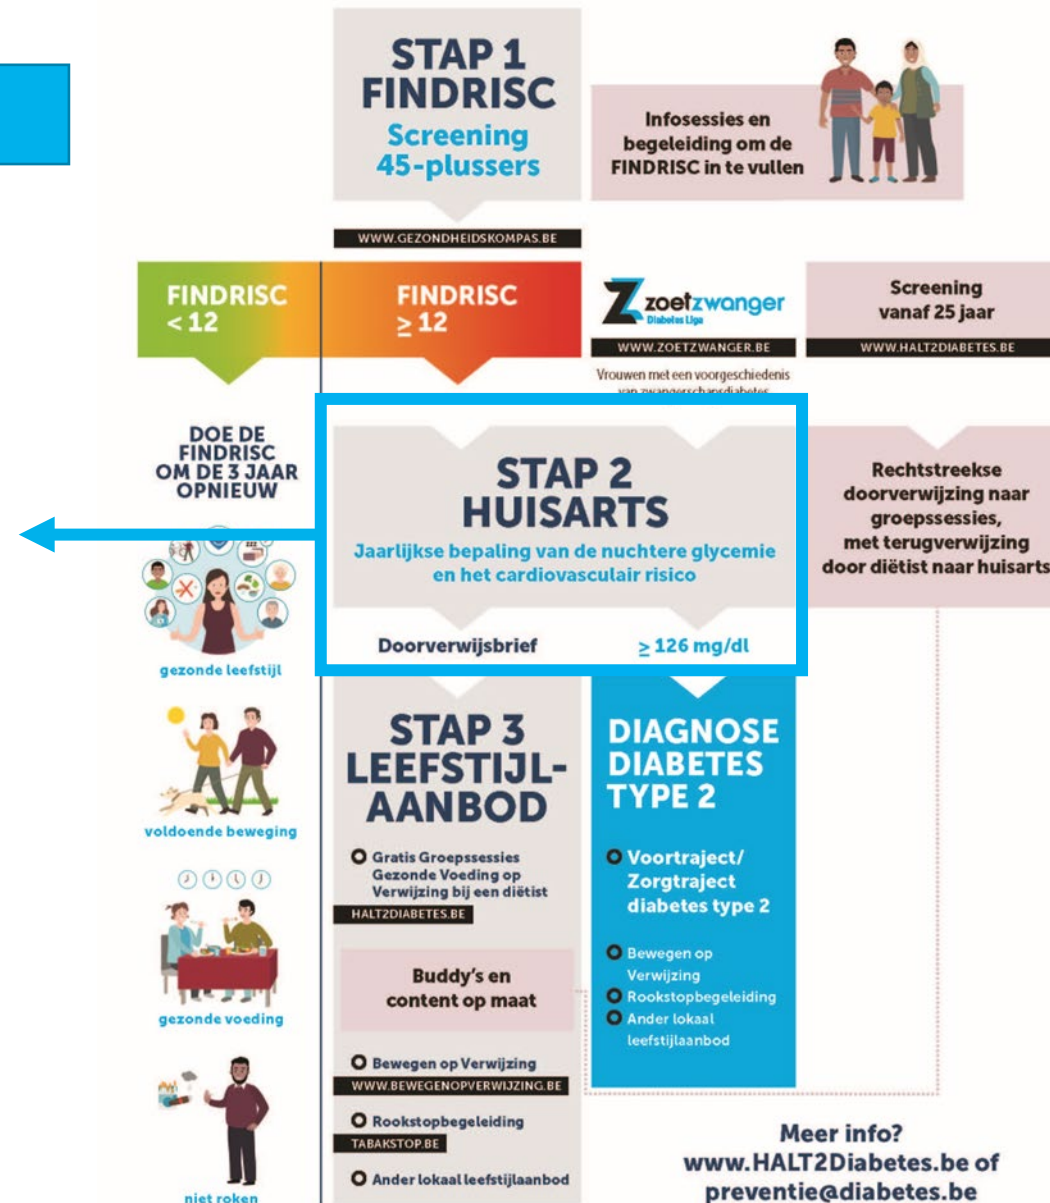 STAP 1
FINDRISC
Screening
45-plussers
WWW.GEZONDHEIDSKOMPAS.BE
Infosessies en
begeleiding om de
FINDRISC in te vullen
FINDRISC
< 12
FINDRISC
≥ 12
zoetzwanger
Diabetes Liga
WWW.ZOETZWANGER.BE
Vrouwen met een voorgeschiedenis
van zwangerschapsdiabetes
Screening
vanaf 25 jaar
WWW.HALT2DIABETES.BE
DOE DE
FINDRISC
OM DE 3 JAAR
OPNIEUW
gezonde leefstijl
voldoende beweging
gezonde voeding
niet roken
STAP 2
HUISARTS
Jaarlijkse bepaling van de nuchtere glycemie
en het cardiovasculair risico
Doorverwijsbrief
≥ 126 mg/dl
Rechtstreekse
doorverwijzing naar
groepssessies,
met terugverwijzing
door diëtist naar huisarts
STAP 3
LEEFSTIJL-
AANBOD
Gratis Groepssessies
Gezonde Voeding op
Verwijzing bij een diëtist
HALT2DIABETES.BE
Buddy's en
content op maat
Bewegen op Verwijzing
WWW.BEWEGENOPVERWIJZING.BE
Rookstopbegeleiding
TABAKSTOP.BE
Ander lokaal leefstijlaanbod
DIAGNOSE
DIABETES
TYPE 2
Voortraject/
Zorgtraject
diabetes type 2
Bewegen op
Verwijzing
Rookstopbegeleiding
Ander lokaal
leefstijlaanbod
Meer info?
www.HALT2Diabetes.be of
preventie@diabetes.be